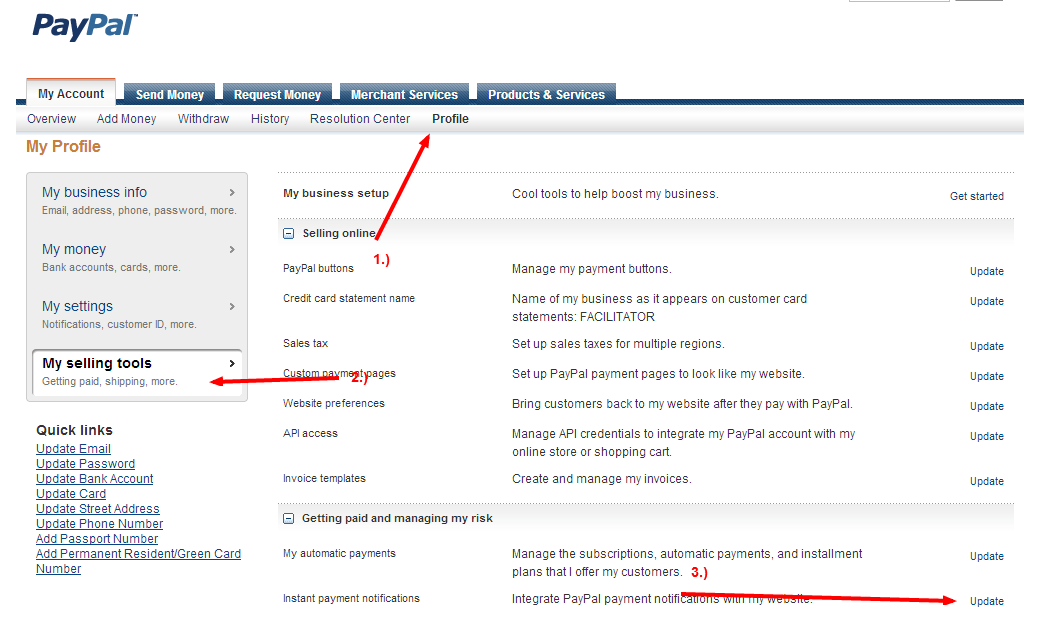 PayPal™
My Account
Send Money
Request Money
Merchant Services
Products & Services
Overview
Add Money
Withdraw
History
Resolution Center
Profile
My Profile
My business info
Email, address, phone, password, more.
My money
Bank accounts, cards, more.
My settings
Notifications, customer ID, more.
My selling tools
Getting paid, shipping, more.
Quick links
Update Email
Update Password
Update Bank Account
Update Card
Update Street Address
Update Phone Number
Add Passport Number
Add Permanent Resident/Green Card
Number
My business setup
Cool tools to help boost my business.
Get started
Selling online
1.)
PayPal buttons
Manage my payment buttons.
Update
Credit card statement name
Name of my business as it appears on customer card
statements: FACILITATOR
Update
Sales tax
Set up sales taxes for multiple regions.
Update
Custom payment pages
2.)
Set up PayPal payment pages to look like my website.
Update
Website preferences
Bring customers back to my website after they pay with PayPal.
Update
API access
Manage API credentials to integrate my PayPal account with my
online store or shopping cart.
Update
Invoice templates
Create and manage my invoices.
Update
Getting paid and managing my risk
My automatic payments
Manage the subscriptions, automatic payments, and installment
plans that I offer my customers.
3.)
Update
Instant payment notifications
Integrate PayPal payment notifications with my website.
Update